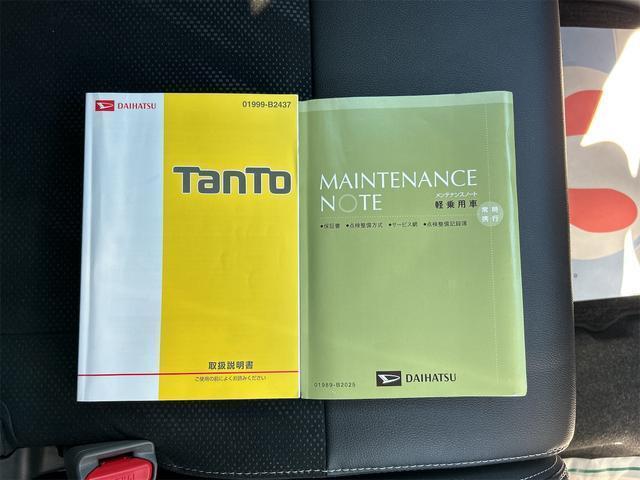 DAIHATSU
01999-B2437
TanTo
取扱説明書
ご使用の前によくお読みください
MAINTENANCE
NOTE
メンテナンスノート
軽乗用車
常時
携行
●保証書 ●点検整備方式 ●サービス網 ●点検整備記録簿
01989-B2025
DAIHATSU